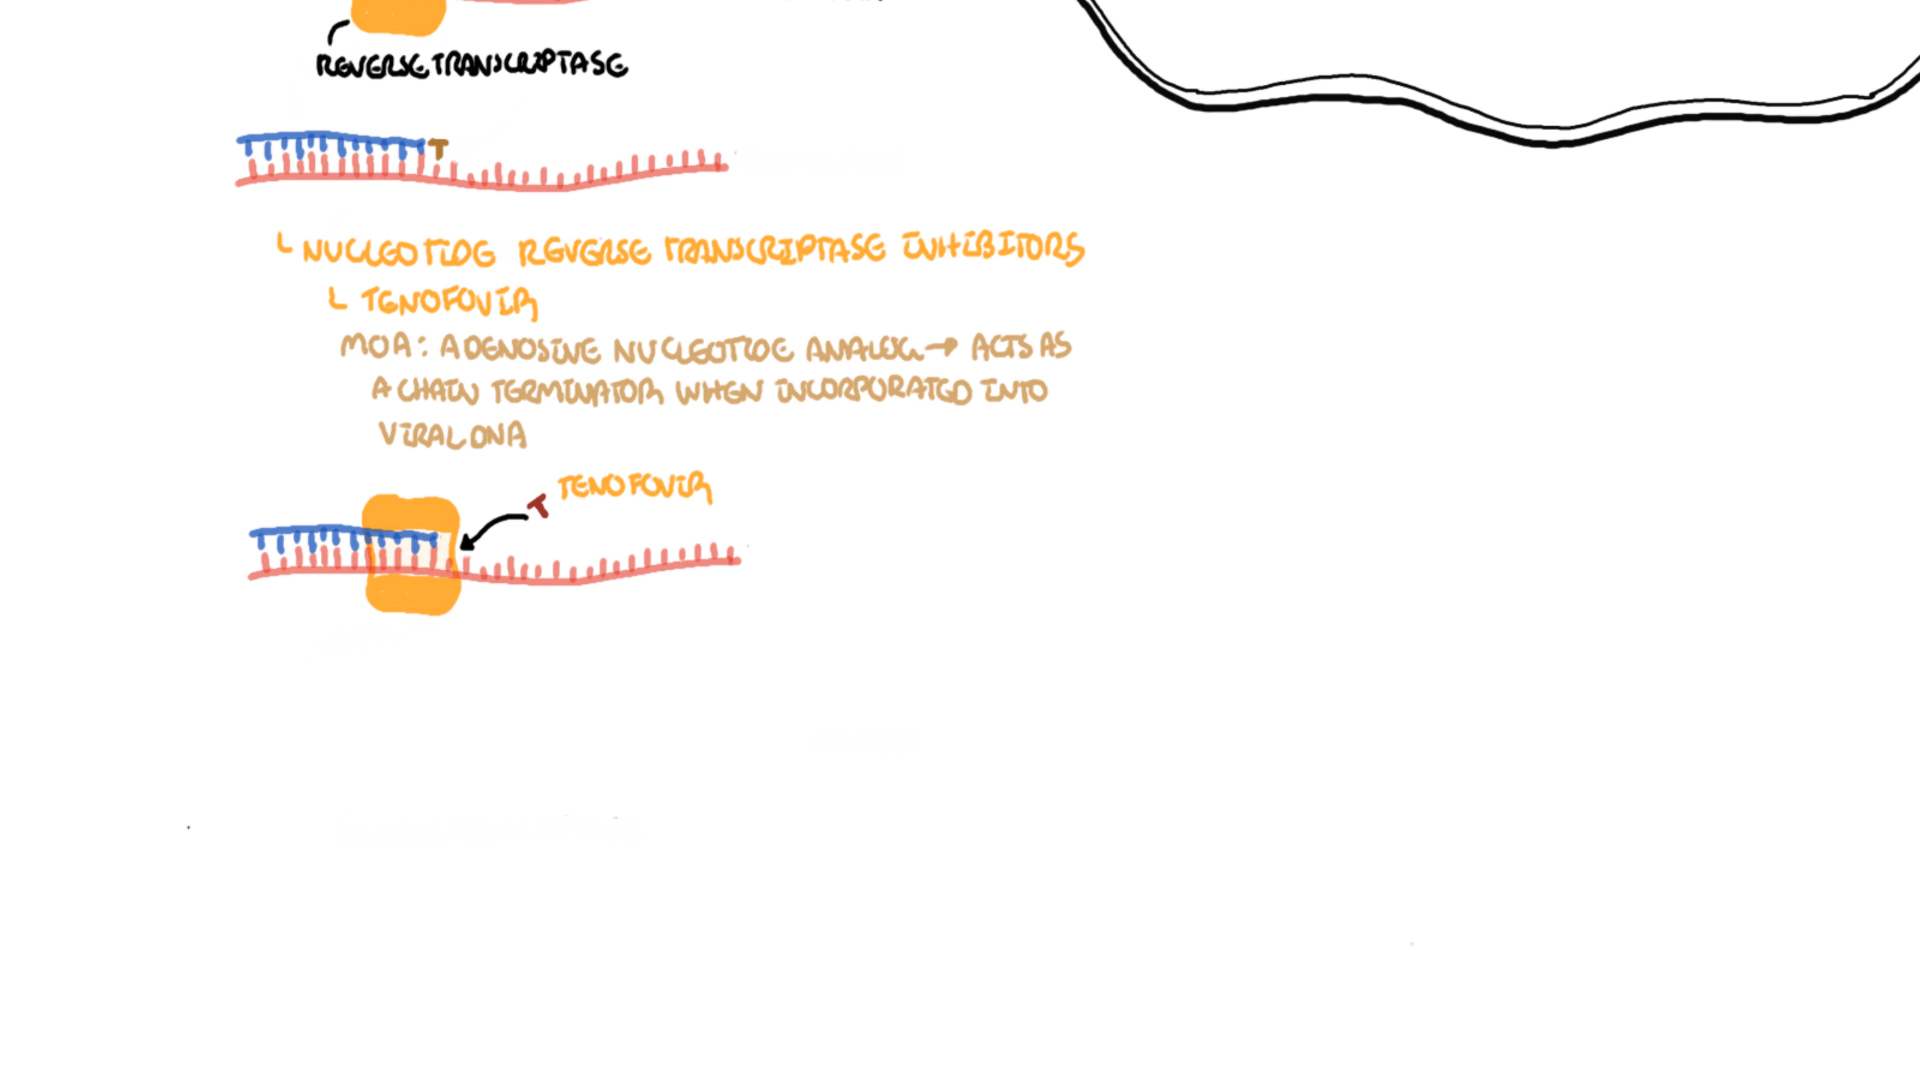 REVERSE TRANSCRIPTASE
NUCLEOTIDE REVERSE TRANSCRIPTASE INHIBITORS
TENOFOVIR
MOA: ADENOSINE NUCLEOTIDE ANALOG → ACTS AS
A CHAIN TERMINATOR WHEN INCORPORATED INTO
VIRAL DNA
TENOFOVIR